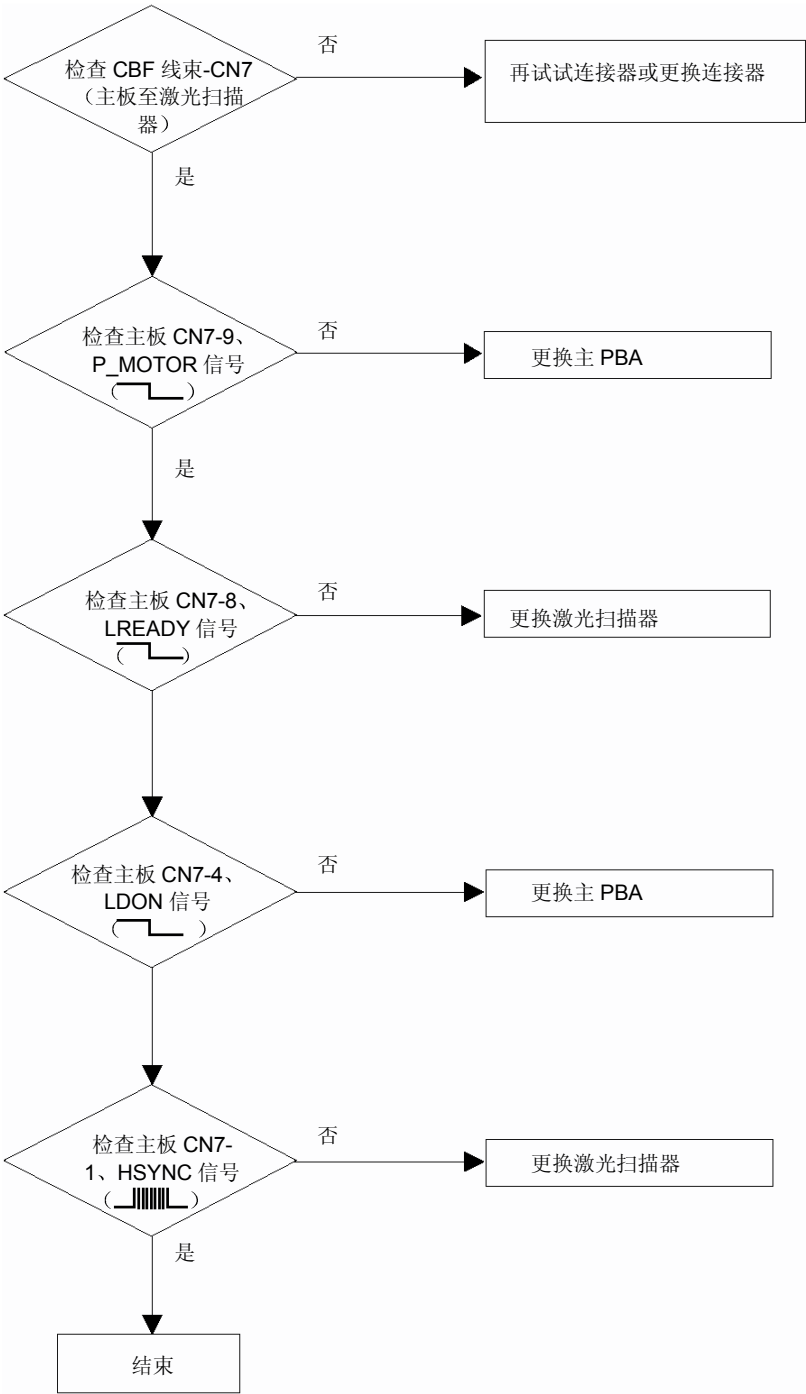 检查 CBF 线束-CN7
（主板至激光扫描
器）
否
再试试连接器或更换连接器
是
检查主板 CN7-9、
P_MOTOR 信号
（ ）
否
更换主 PBA
是
检查主板 CN7-8、
LREADY 信号
（ ）
否
更换激光扫描器
检查主板 CN7-4、
LDON 信号
（ ）
否
更换主 PBA
检查主板 CN7-
1、HSYNC 信号
（ ）
否
更换激光扫描器
是
结束